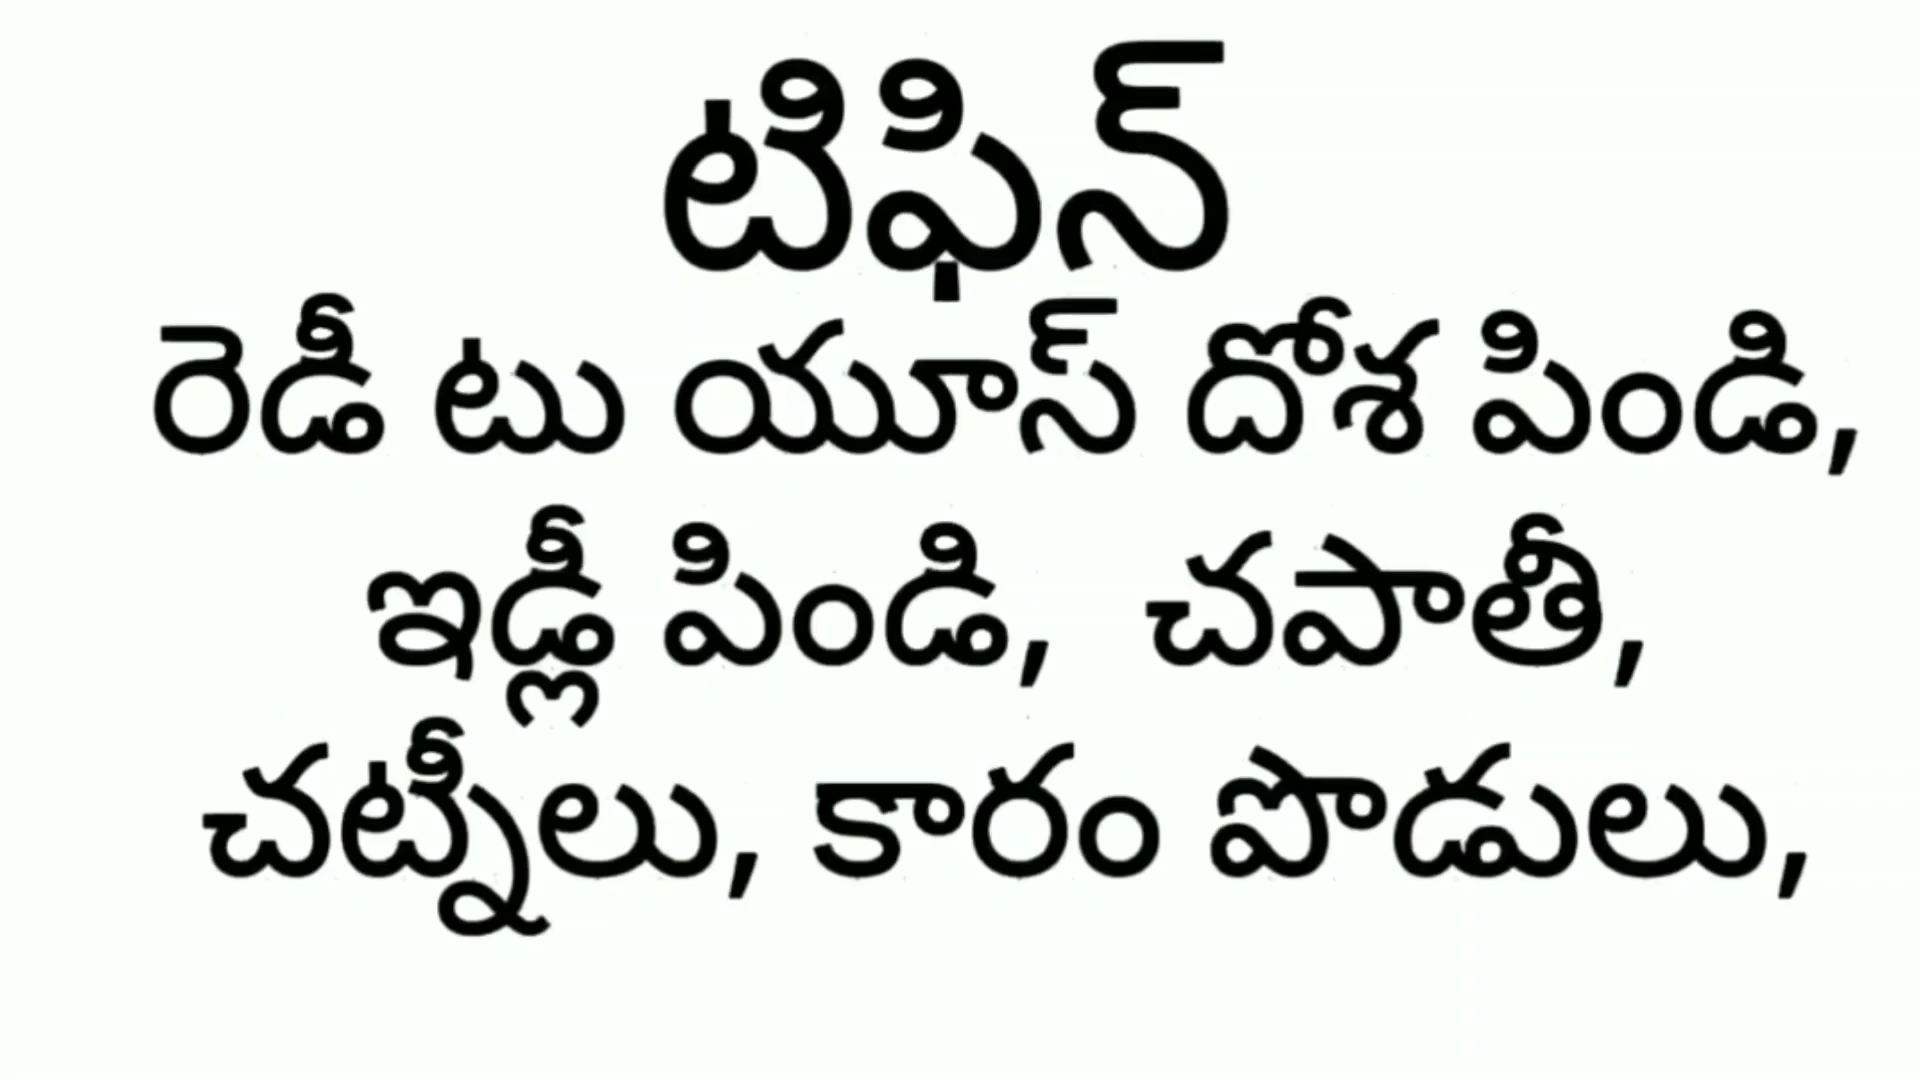 టిఫిన్
రెడీ టు యూస్ దోశ పిండి,
ఇడ్లీ పిండి, చపాతీ,
చట్నీలు, కారం పొడులు,